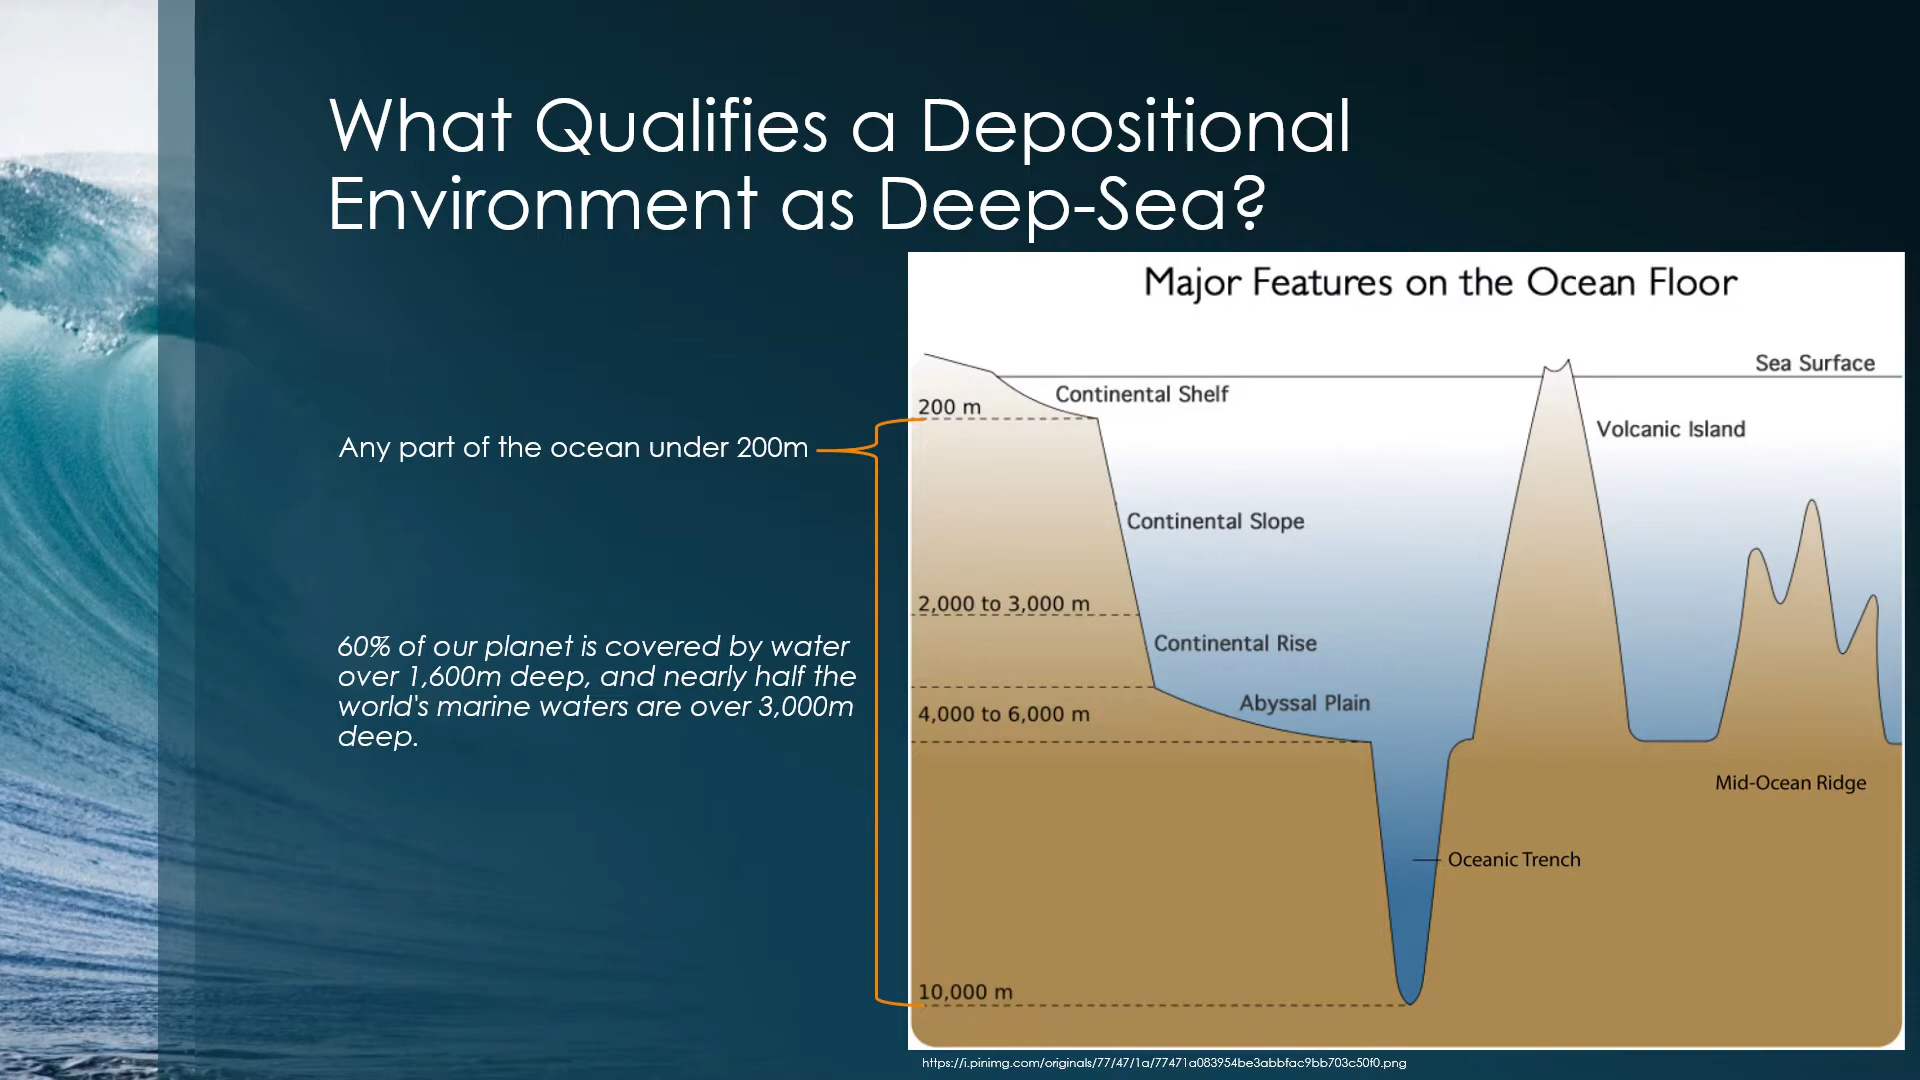 What Qualifies a Depositional
Environment as Deep-Sea?
Any part of the ocean under 200m
60% of our planet is covered by water
over 1,600m deep, and nearly half the
world's marine waters are over 3,000m
deep.
Major Features on the Ocean Floor
Sea Surface
Continental Shelf
200 m
Volcanic Island
Continental Slope
2,000 to 3,000 m
Continental Rise
Abyssal Plain
4,000 to 6,000 m
Mid-Ocean Ridge
Oceanic Trench
10,000 m
https://i.pinimg.com/originals/77/47/1a/77471a083954be3abbfac9bb703c50f0.png